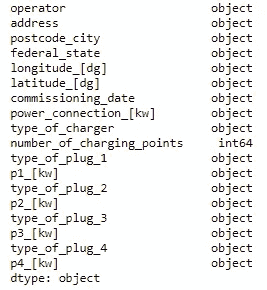 operator object
address object
postcode_city object
federal_state object
longitude_[dg] object
latitude_[dg] object
commissioning_date object
power_connection_[kw] object
type_of_charger object
number_of_charging_points int64
type_of_plug_1 object
p1_[kw] object
type_of_plug_2 object
p2_[kw] object
type_of_plug_3 object
p3_[kw] object
type_of_plug_4 object
p4_[kw] object
dtype: object